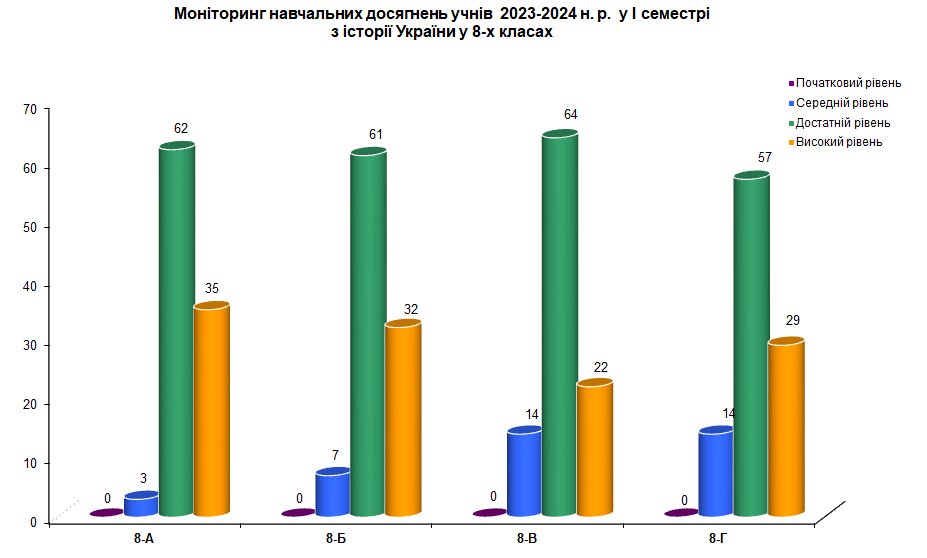 Моніторинг навчальних досягнень учнів 2023-2024 н. р. у І семестрі
з історії України у 8-х класах
Початковий рівень
Середній рівень
Достатній рівень
Високий рівень
70
60
50
40
30
20
10
0
0 3 62 35
0 7 61 32
0 14 64 22
0 14 57 29
8-А 8-Б 8-В 8-Г